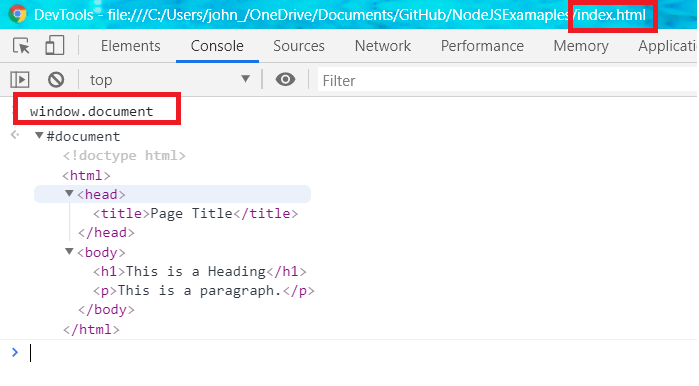 DevTools - file:///C:/Users/john_/OneDrive/Documents/GitHub/NodeJSExamaples/index.html
Elements Console Sources Network Performance Memory Applicati
top Filter
window.document
#document
<!doctype html>
<html>
<head>
<title>Page Title</title>
</head>
<body>
<h1>This is a Heading</h1>
<p>This is a paragraph.</p>
</body>
</html>